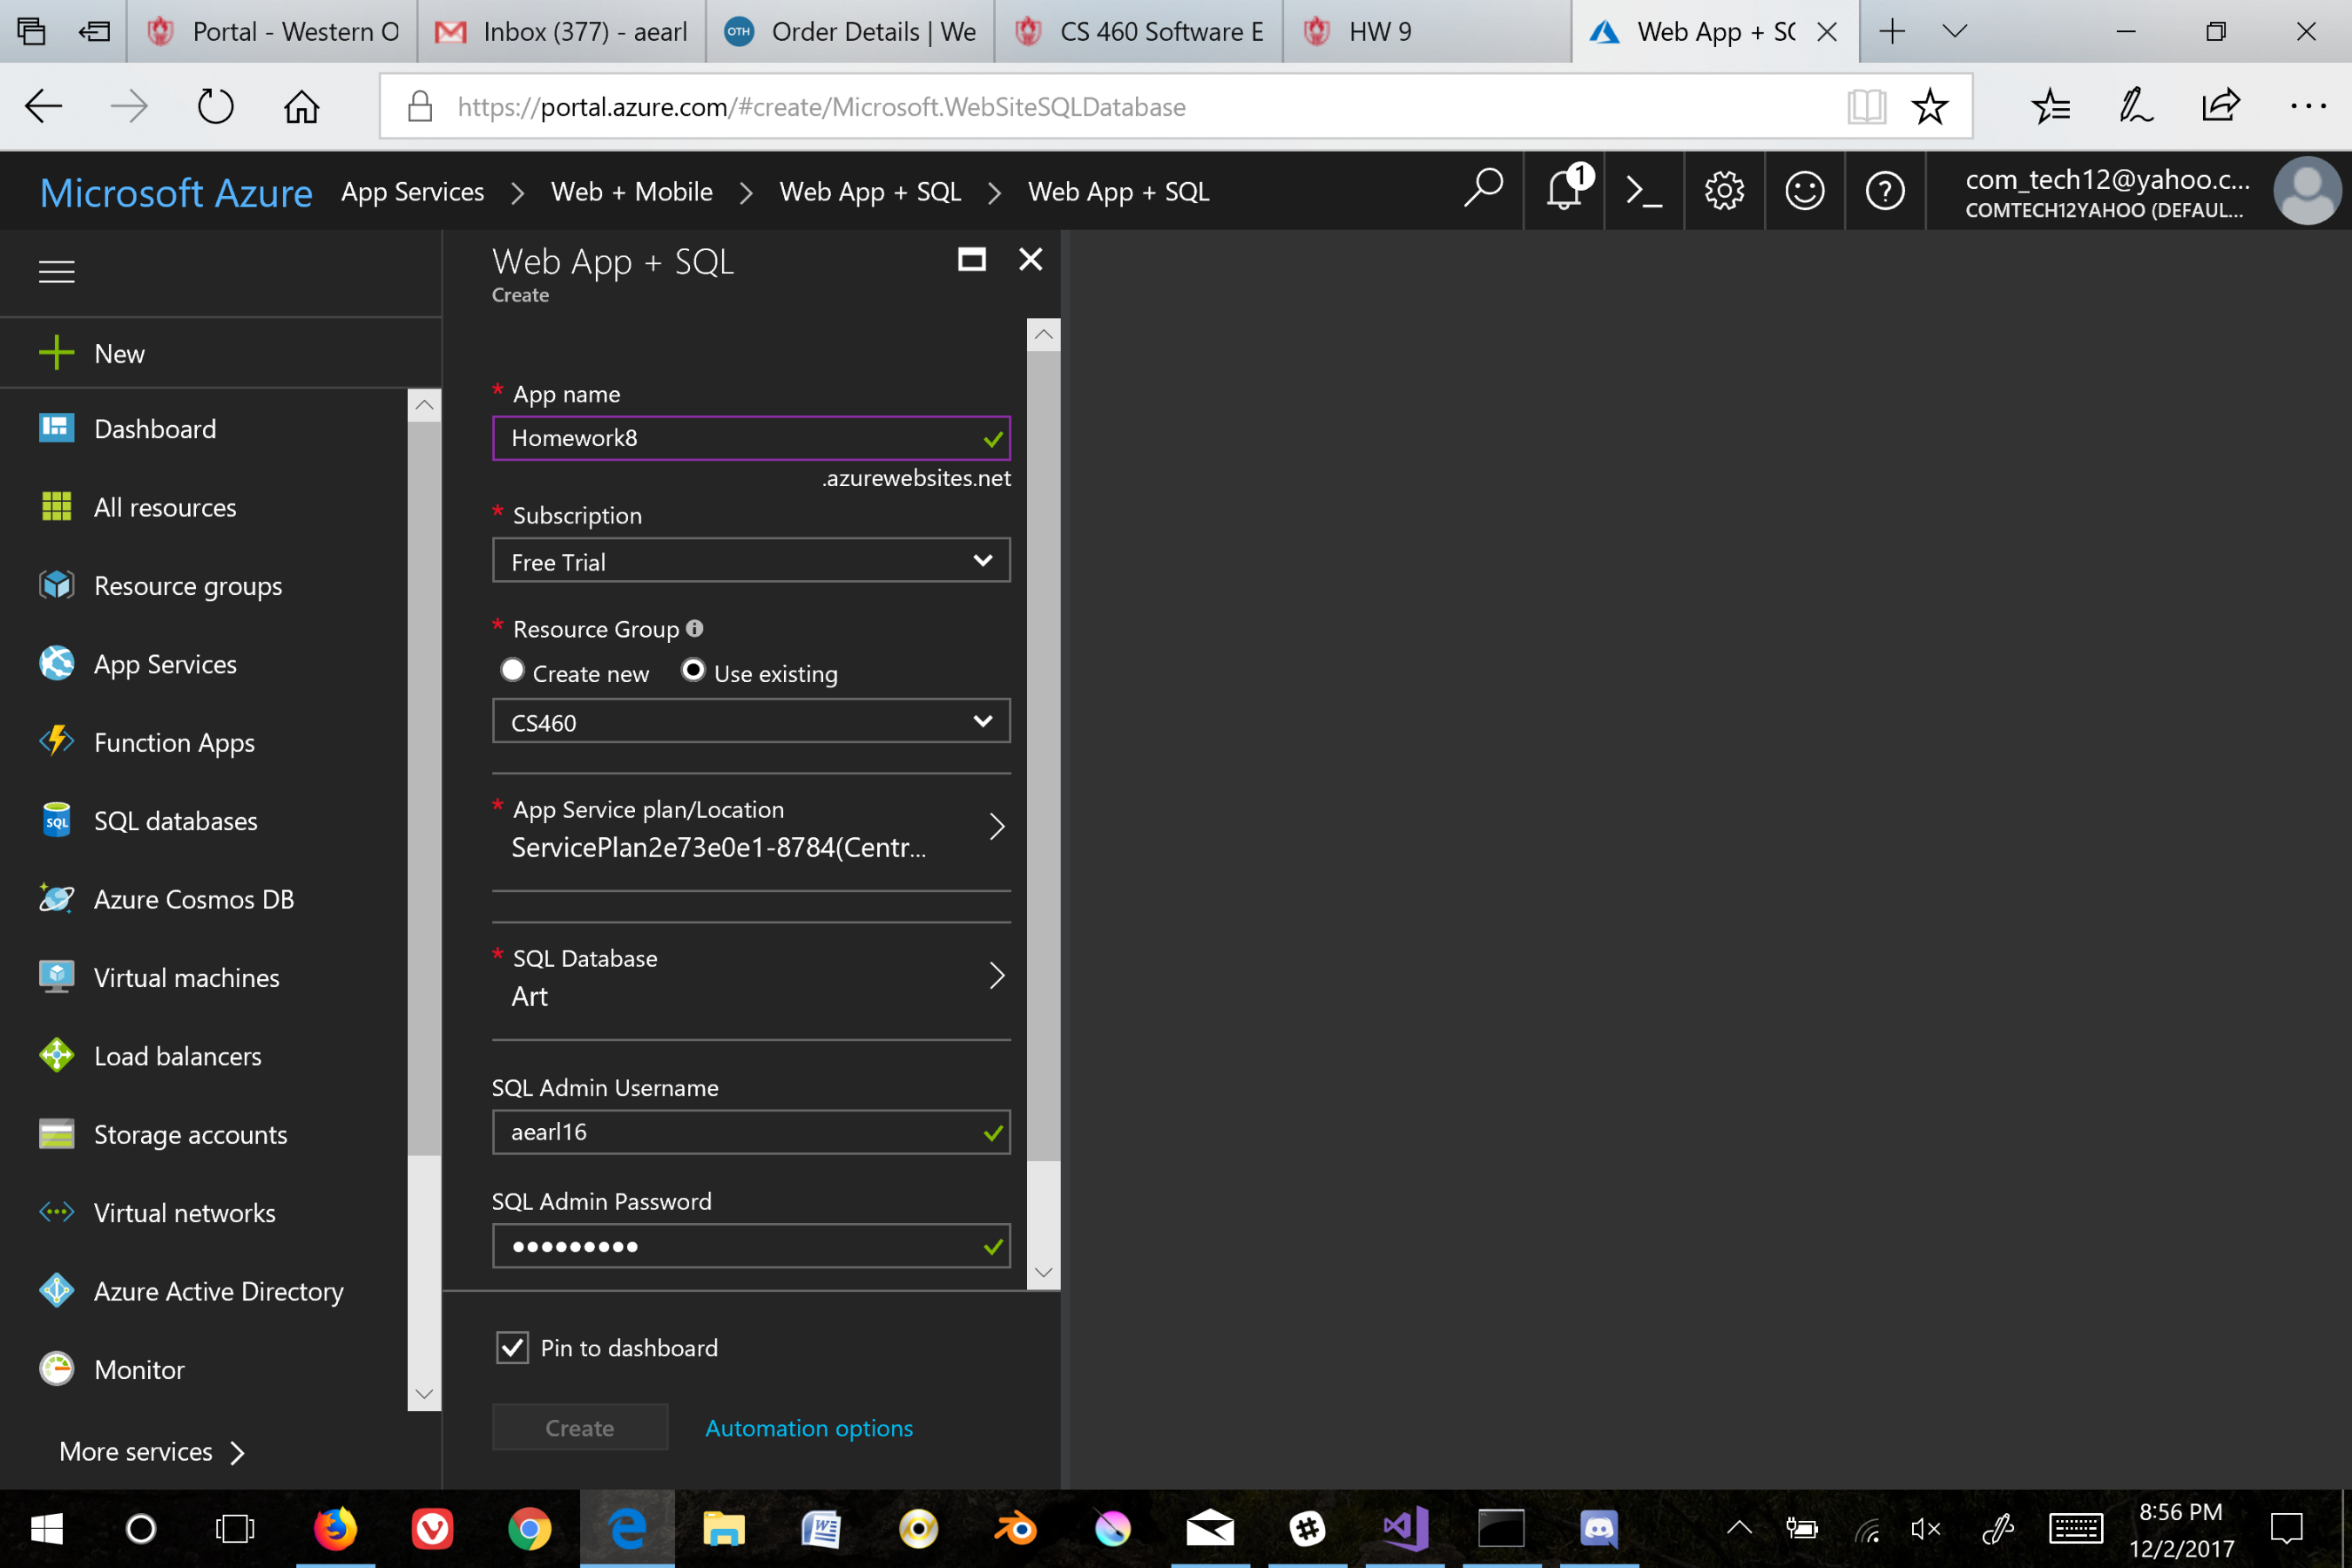 Portal - Western O
Inbox (377) - aearl
OTH Order Details | We
CS 460 Software E
HW 9
Web App + SC
https://portal.azure.com/#create/Microsoft.WebSiteSQLDatabase
Microsoft Azure App Services Web + Mobile Web App + SQL Web App + SQL
1
com_tech12@yahoo.c...
COMTECH12YAHOO (DEFAUL...
New
Dashboard
All resources
Resource groups
App Services
Function Apps
SQL SQL databases
Azure Cosmos DB
Virtual machines
Load balancers
Storage accounts
Virtual networks
Azure Active Directory
Monitor
More services
Web App + SQL
Create
* App name
Homework8
.azurewebsites.net
* Subscription
Free Trial
* Resource Group
Create new Use existing
CS460
* App Service plan/Location
ServicePlan2e73e0e1-8784(Centr...
* SQL Database
Art
SQL Admin Username
aearl16
SQL Admin Password
●●●●●●●●●
Pin to dashboard
Create Automation options
8:56 PM
12/2/2017